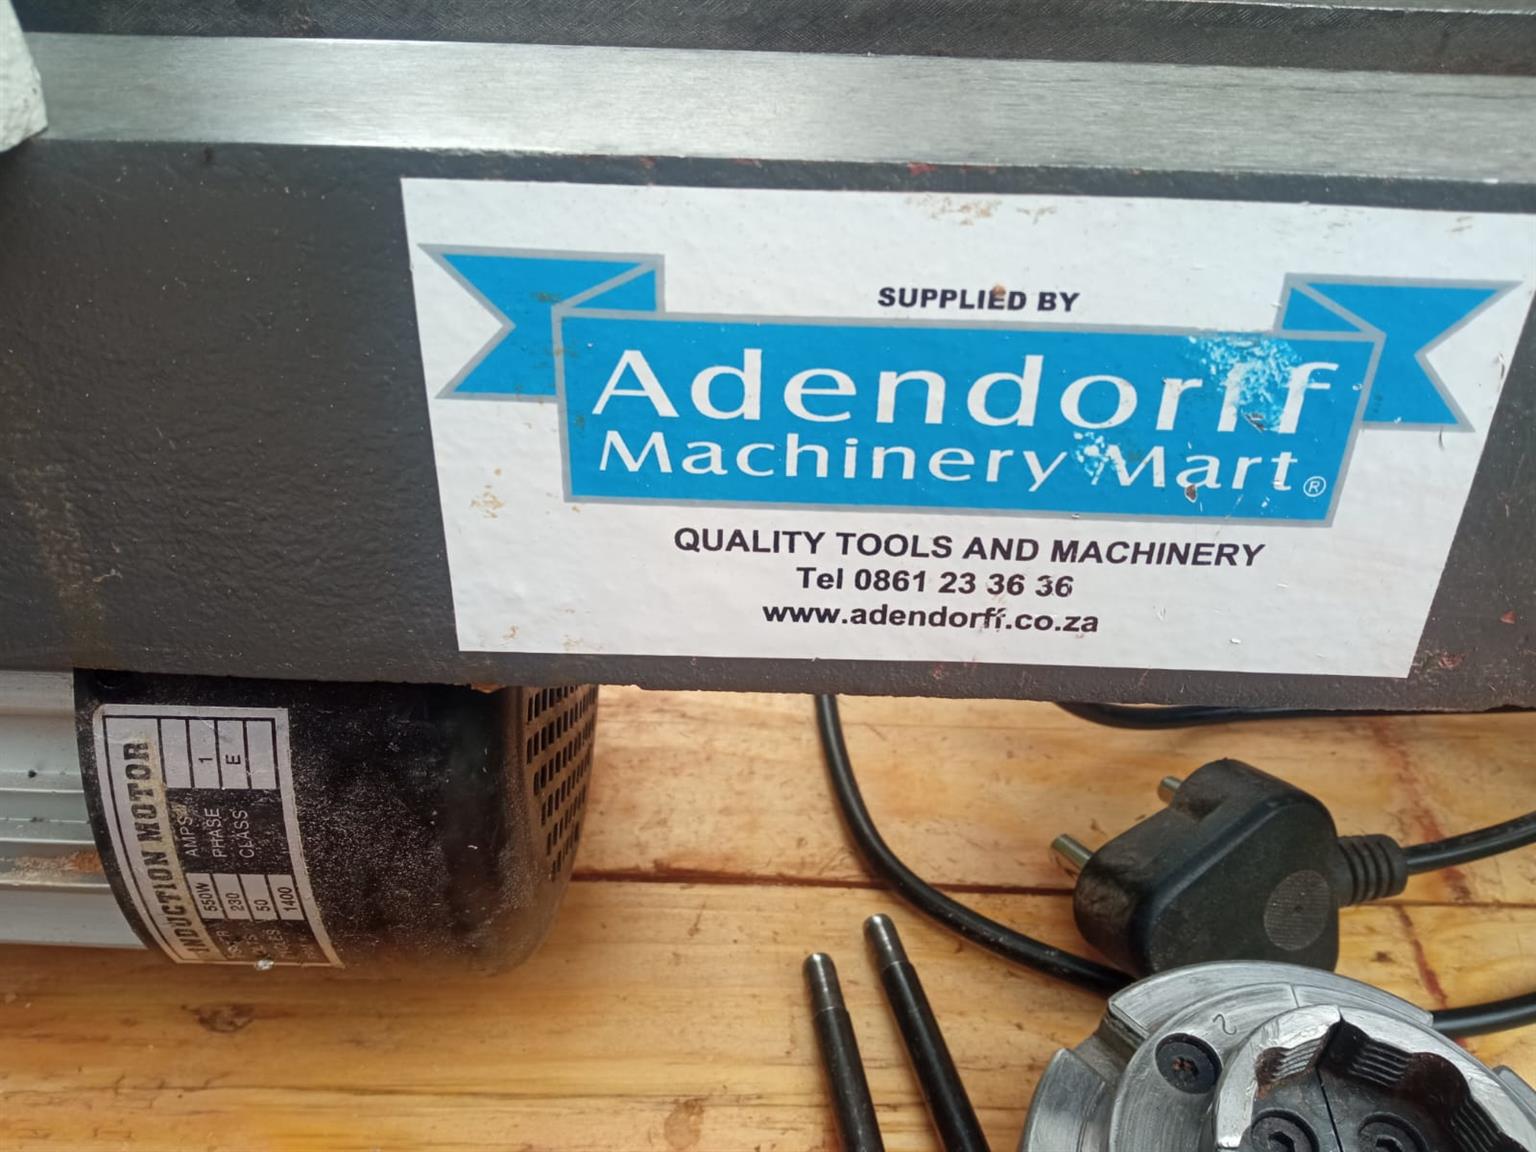 SUPPLIED BY
Adendorff
Machinery Mart®
QUALITY TOOLS AND MACHINERY
Tel 0861 23 36 36
www.adendorff.co.za
INDUCTION MOTOR
550W AMPS
230 PHASE 1
50 CLASS E
1400
2